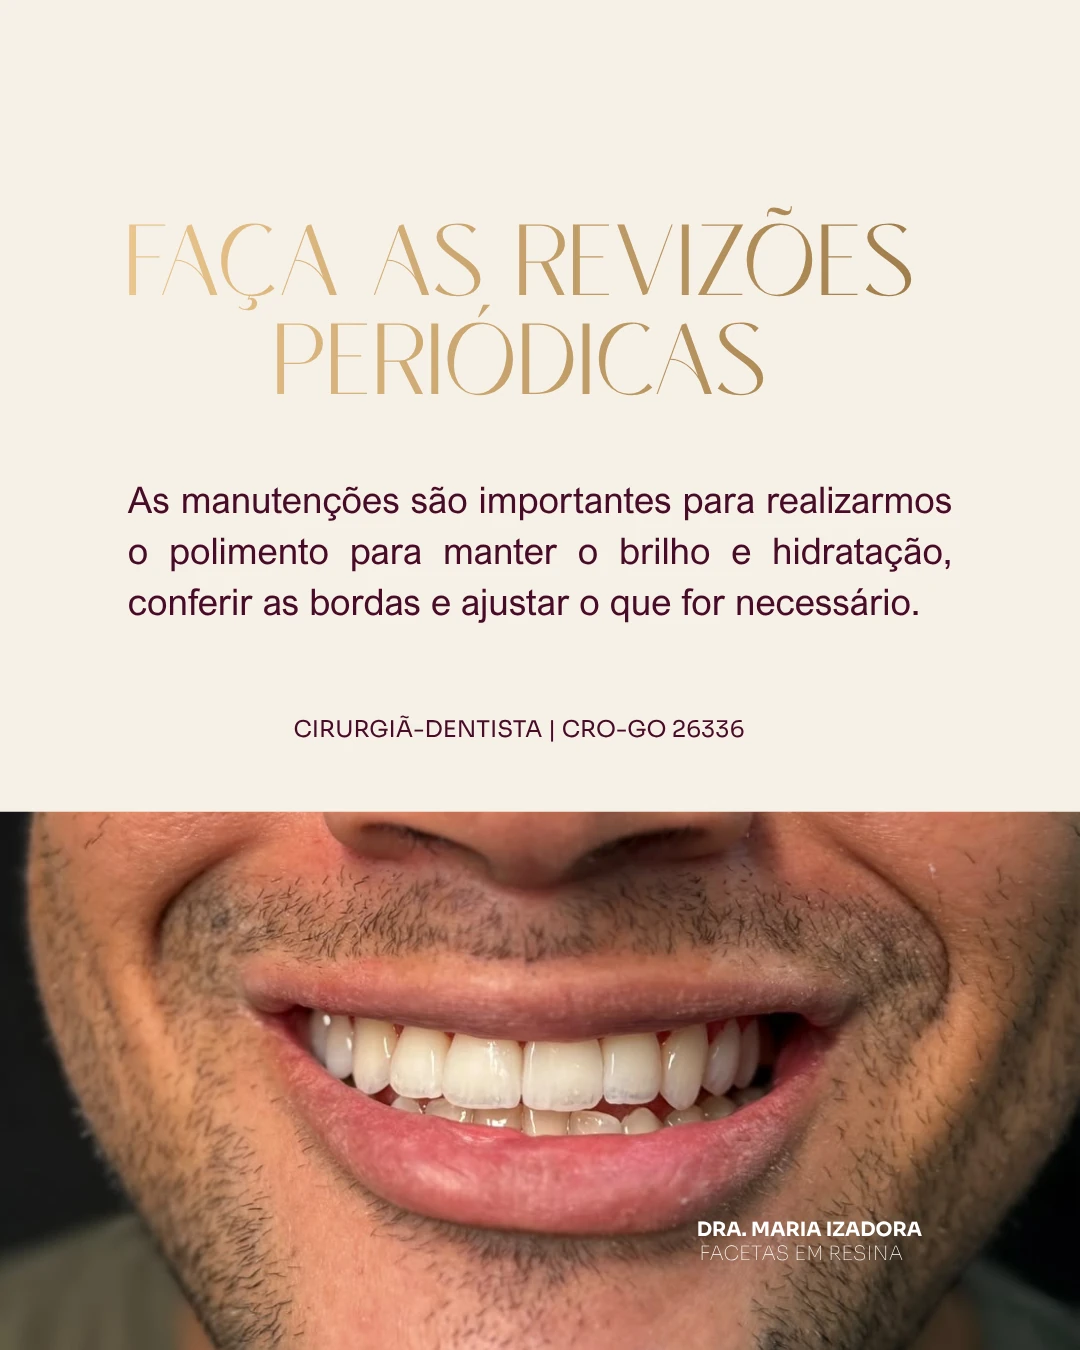 FAÇA AS REVIZÕES
PERIÓDICAS
As manutenções são importantes para realizarmos
o polimento para manter o brilho e hidratação,
conferir as bordas e ajustar o que for necessário.
CIRURGIÃ-DENTISTA | CRO-GO 26336
DRA. MARIA IZADORA
FACETAS EM RESINA